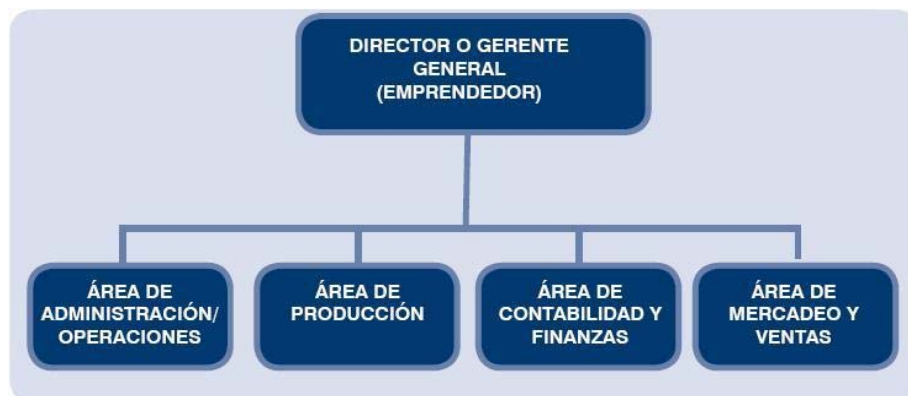 DIRECTOR O GERENTE
GENERAL
(EMPRENDEDOR)
ÁREA DE
ADMINISTRACIÓN/
OPERACIONES
ÁREA DE
PRODUCCIÓN
ÁREA DE
CONTABILIDAD Y
FINANZAS
ÁREA DE
MERCADEO Y
VENTAS